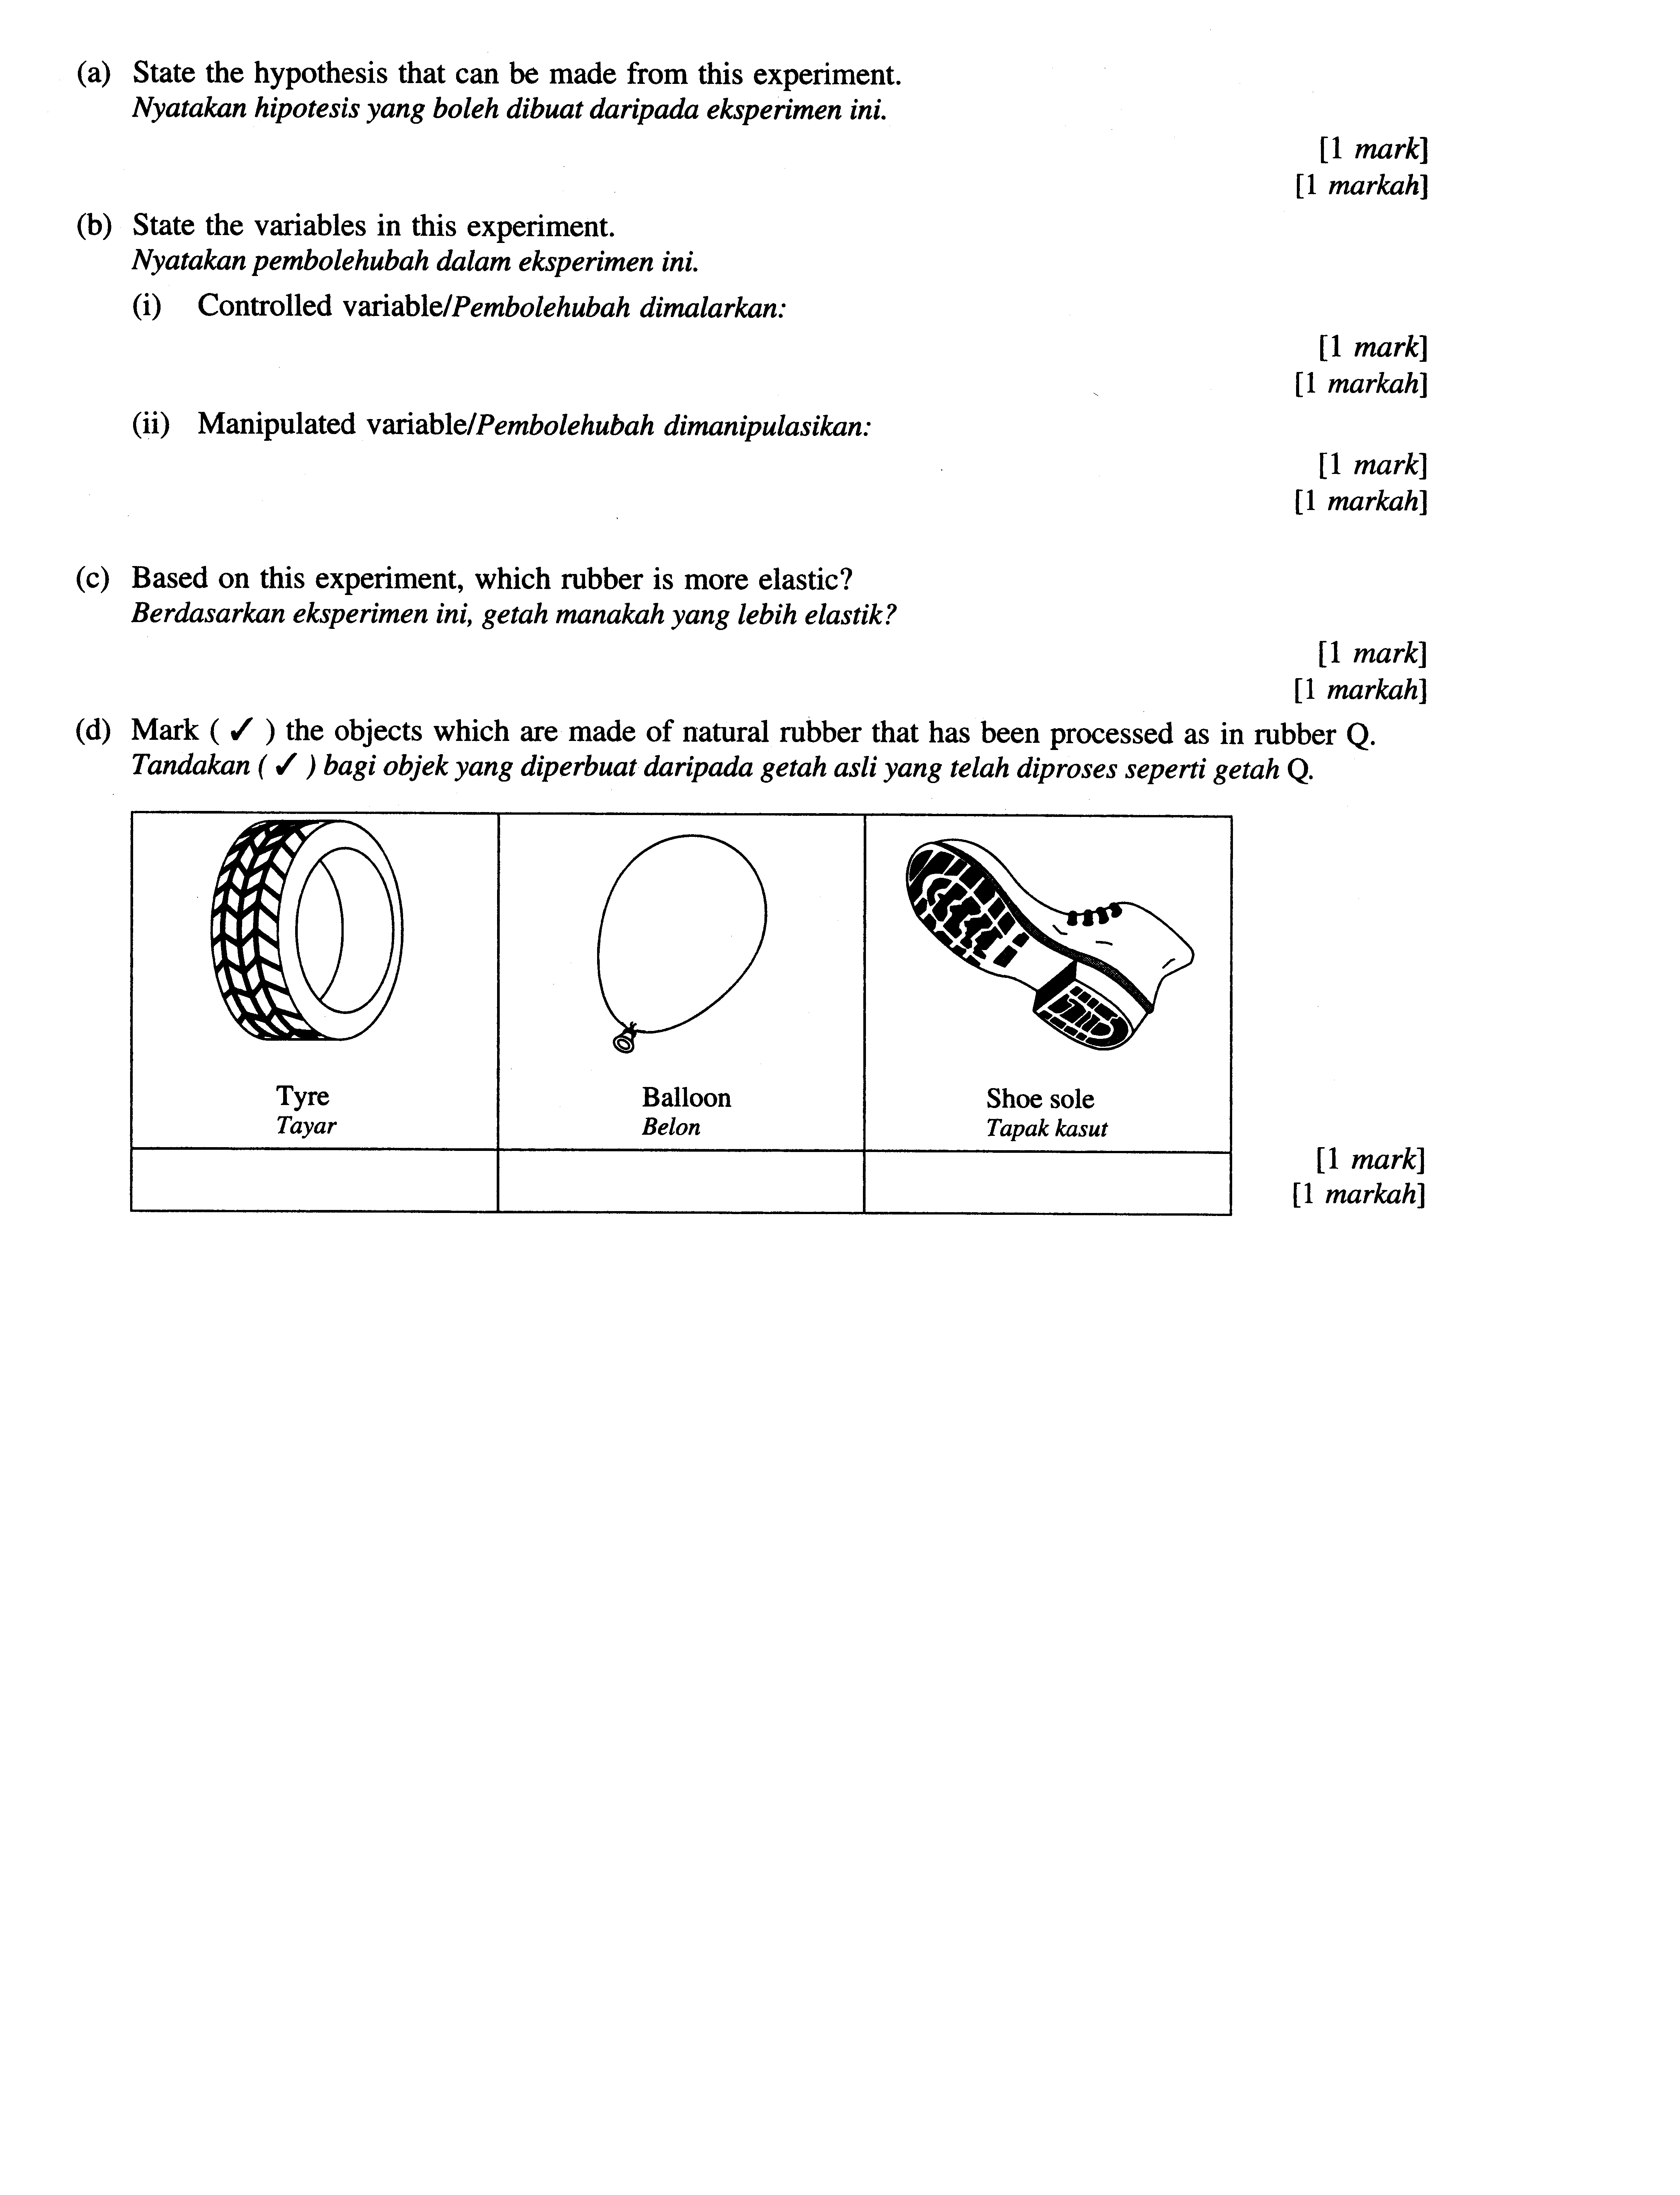 (a) State the hypothesis that can be made from this experiment.
Nyatakan hipotesis yang boleh dibuat daripada eksperimen ini.
[1 mark]
[1 markah]
(b) State the variables in this experiment.
Nyatakan pembolehubah dalam eksperimen ini.
(i) Controlled variable/Pembolehubah dimalarkan:
[1 mark]
[1 markah]
(ii) Manipulated variable/Pembolehubah dimanipulasikan:
[1 mark]
[1 markah]
(c) Based on this experiment, which rubber is more elastic?
Berdasarkan eksperimen ini, getah manakah yang lebih elastik?
[1 mark]
[1 markah]
(d) Mark ( ✓ ) the objects which are made of natural rubber that has been processed as in rubber Q.
Tandakan ( ✓ ) bagi objek yang diperbuat daripada getah asli yang telah diproses seperti getah Q.
Tyre
Tayar
Balloon
Belon
Shoe sole
Tapak kasut
[1 mark]
[1 markah]